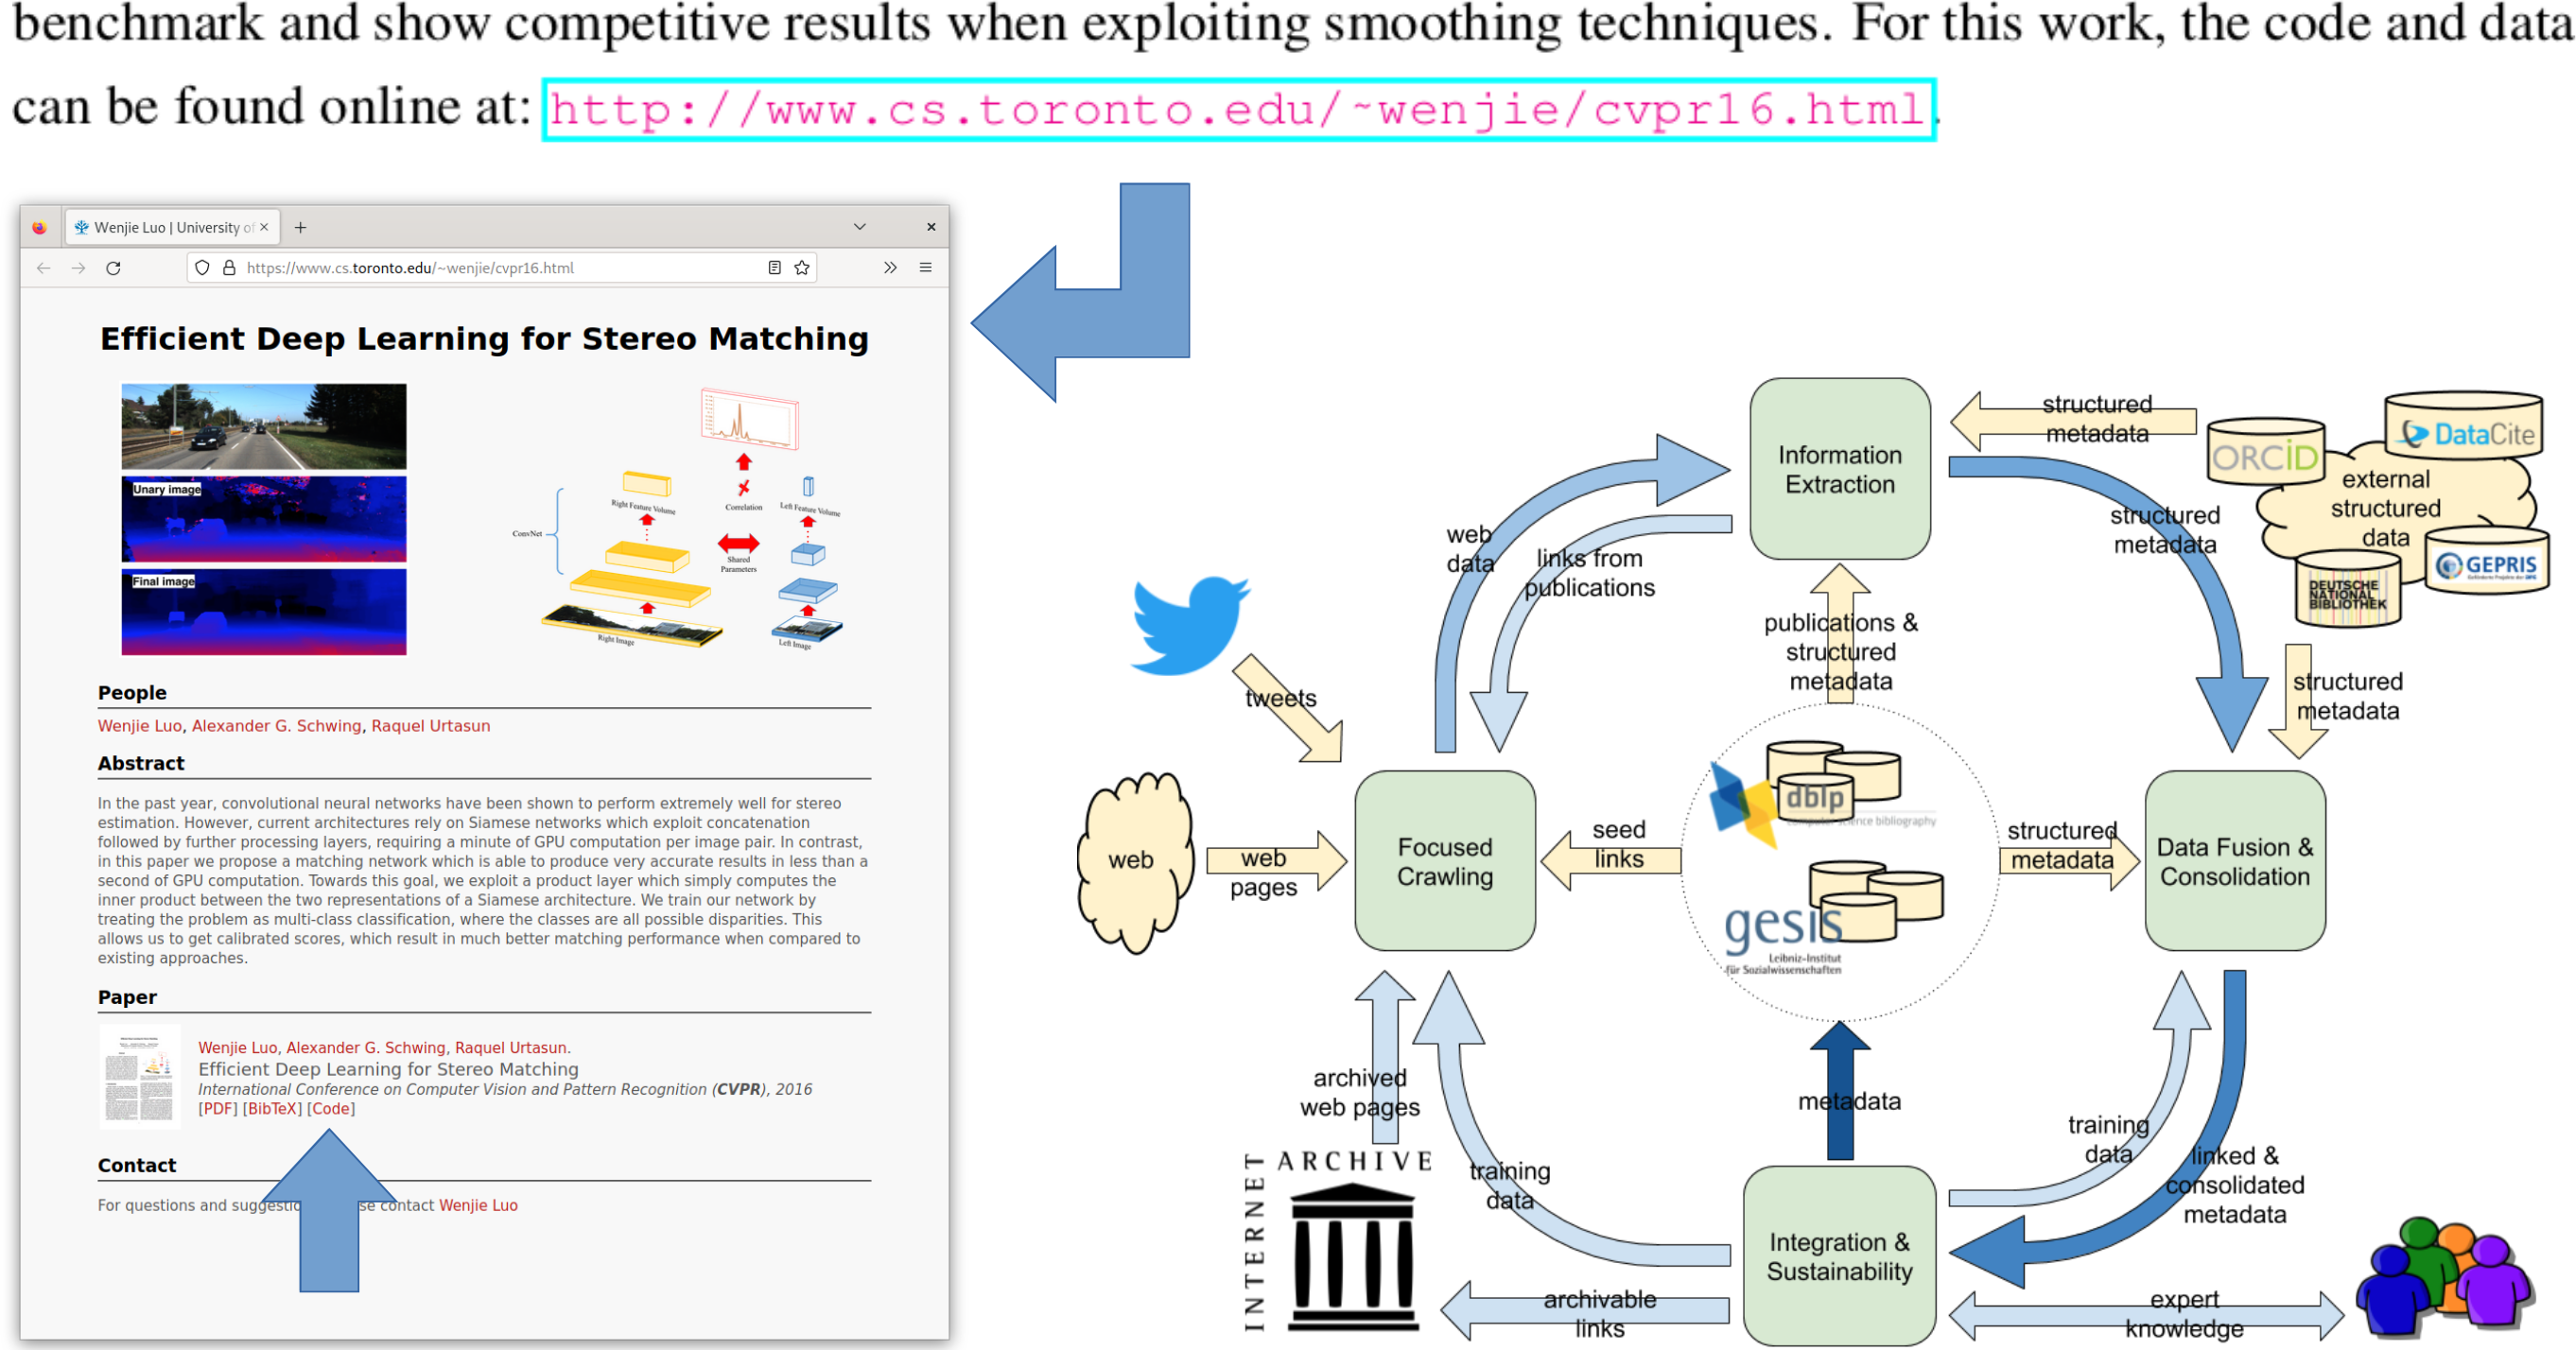 benchmark and show competitive results when exploiting smoothing techniques. For this work, the code and data
can be found online at: http://www.cs.toronto.edu/~wenjie/cvpr16.html.
Wenjie Luo | University of
https://www.cs.toronto.edu/~wenjie/cvpr16.html
Efficient Deep Learning for Stereo Matching
Unary image
Final image
Right Feature Volume
Correlation
Left Feature Volume
ConvNet
Shared
Parameters
Right Image
Left Image
People
Wenjie Luo, Alexander G. Schwing, Raquel Urtasun
Abstract
In the past year, convolutional neural networks have been shown to perform extremely well for stereo
estimation. However, current architectures rely on Siamese networks which exploit concatenation
followed by further processing layers, requiring a minute of GPU computation per image pair. In contrast,
in this paper we propose a matching network which is able to produce very accurate results in less than a
second of GPU computation. Towards this goal, we exploit a product layer which simply computes the
inner product between the two representations of a Siamese architecture. We train our network by
treating the problem as multi-class classification, where the classes are all possible disparities. This
allows us to get calibrated scores, which result in much better matching performance when compared to
existing approaches.
Paper
Wenjie Luo, Alexander G. Schwing, Raquel Urtasun.
Efficient Deep Learning for Stereo Matching
International Conference on Computer Vision and Pattern Recognition (CVPR), 2016
[PDF] [BibTeX] [Code]
Contact
For questions and suggestio se contact Wenjie Luo
Information
Extraction
structured
metadata
ORCiD
DataCite
external
structured
data
GEPRIS
DEUTSCHE
NATIONAL
BIBLIOTHEK
structured
metadata
structured
metadata
web
data
links from
publications
publications &
structured
metadata
tweets
web
web
pages
Focused
Crawling
seed
links
dblp
computer science bibliography
gesis
Leibniz-Institut
für Sozialwissenschaften
structured
metadata
Data Fusion &
Consolidation
archived
web pages
metadata
training
data
linked &
consolidated
metadata
INTERNET
ARCHIVE
training
data
Integration &
Sustainability
archivable
links
expert
knowledge